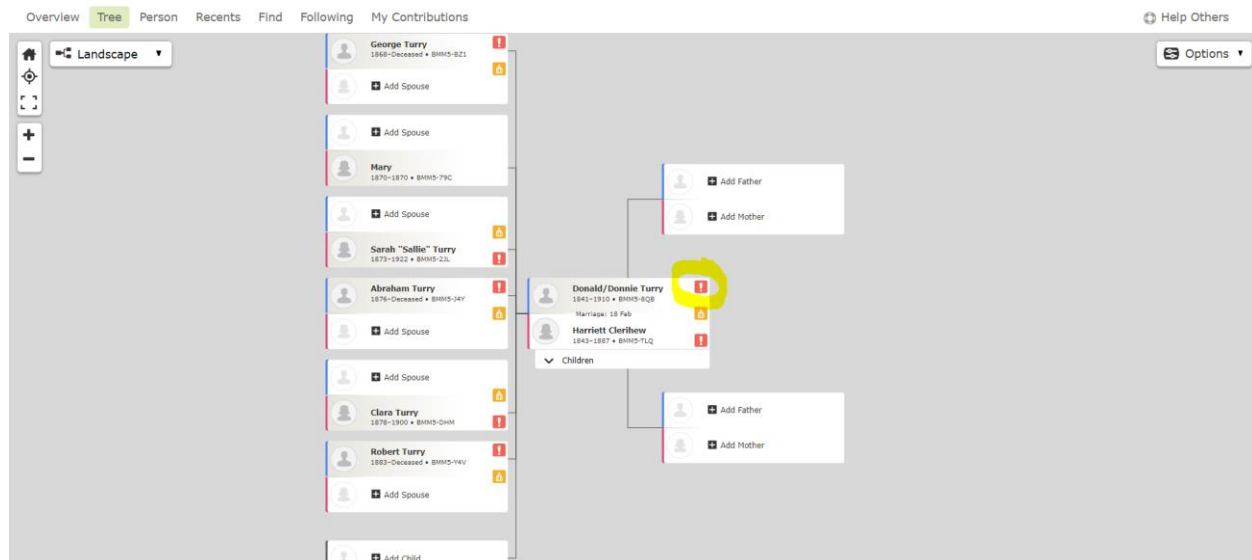 Overview Tree Person Recents Find Following My Contributions Help Others
Landscape
Options
George Turry
1868-Deceased • BMM5-BZ1
Add Spouse
Add Spouse
Mary
1870-1870 • BMM5-79C
Add Spouse
Sarah "Sallie" Turry
1873-1922 • BMM5-2JL
Abraham Turry
1876-Deceased • BMM5-J4Y
Add Spouse
Add Spouse
Clara Turry
1878-1900 • BMM5-DHM
Robert Turry
1883-Deceased • BMM5-Y4V
Add Spouse
Add Child
Donald/Donnie Turry
1841-1910 • BMM5-8QB
Marriage: 18 Feb
Harriett Clerihew
1843-1887 • BMM5-TLQ
Children
Add Father
Add Mother
Add Father
Add Mother